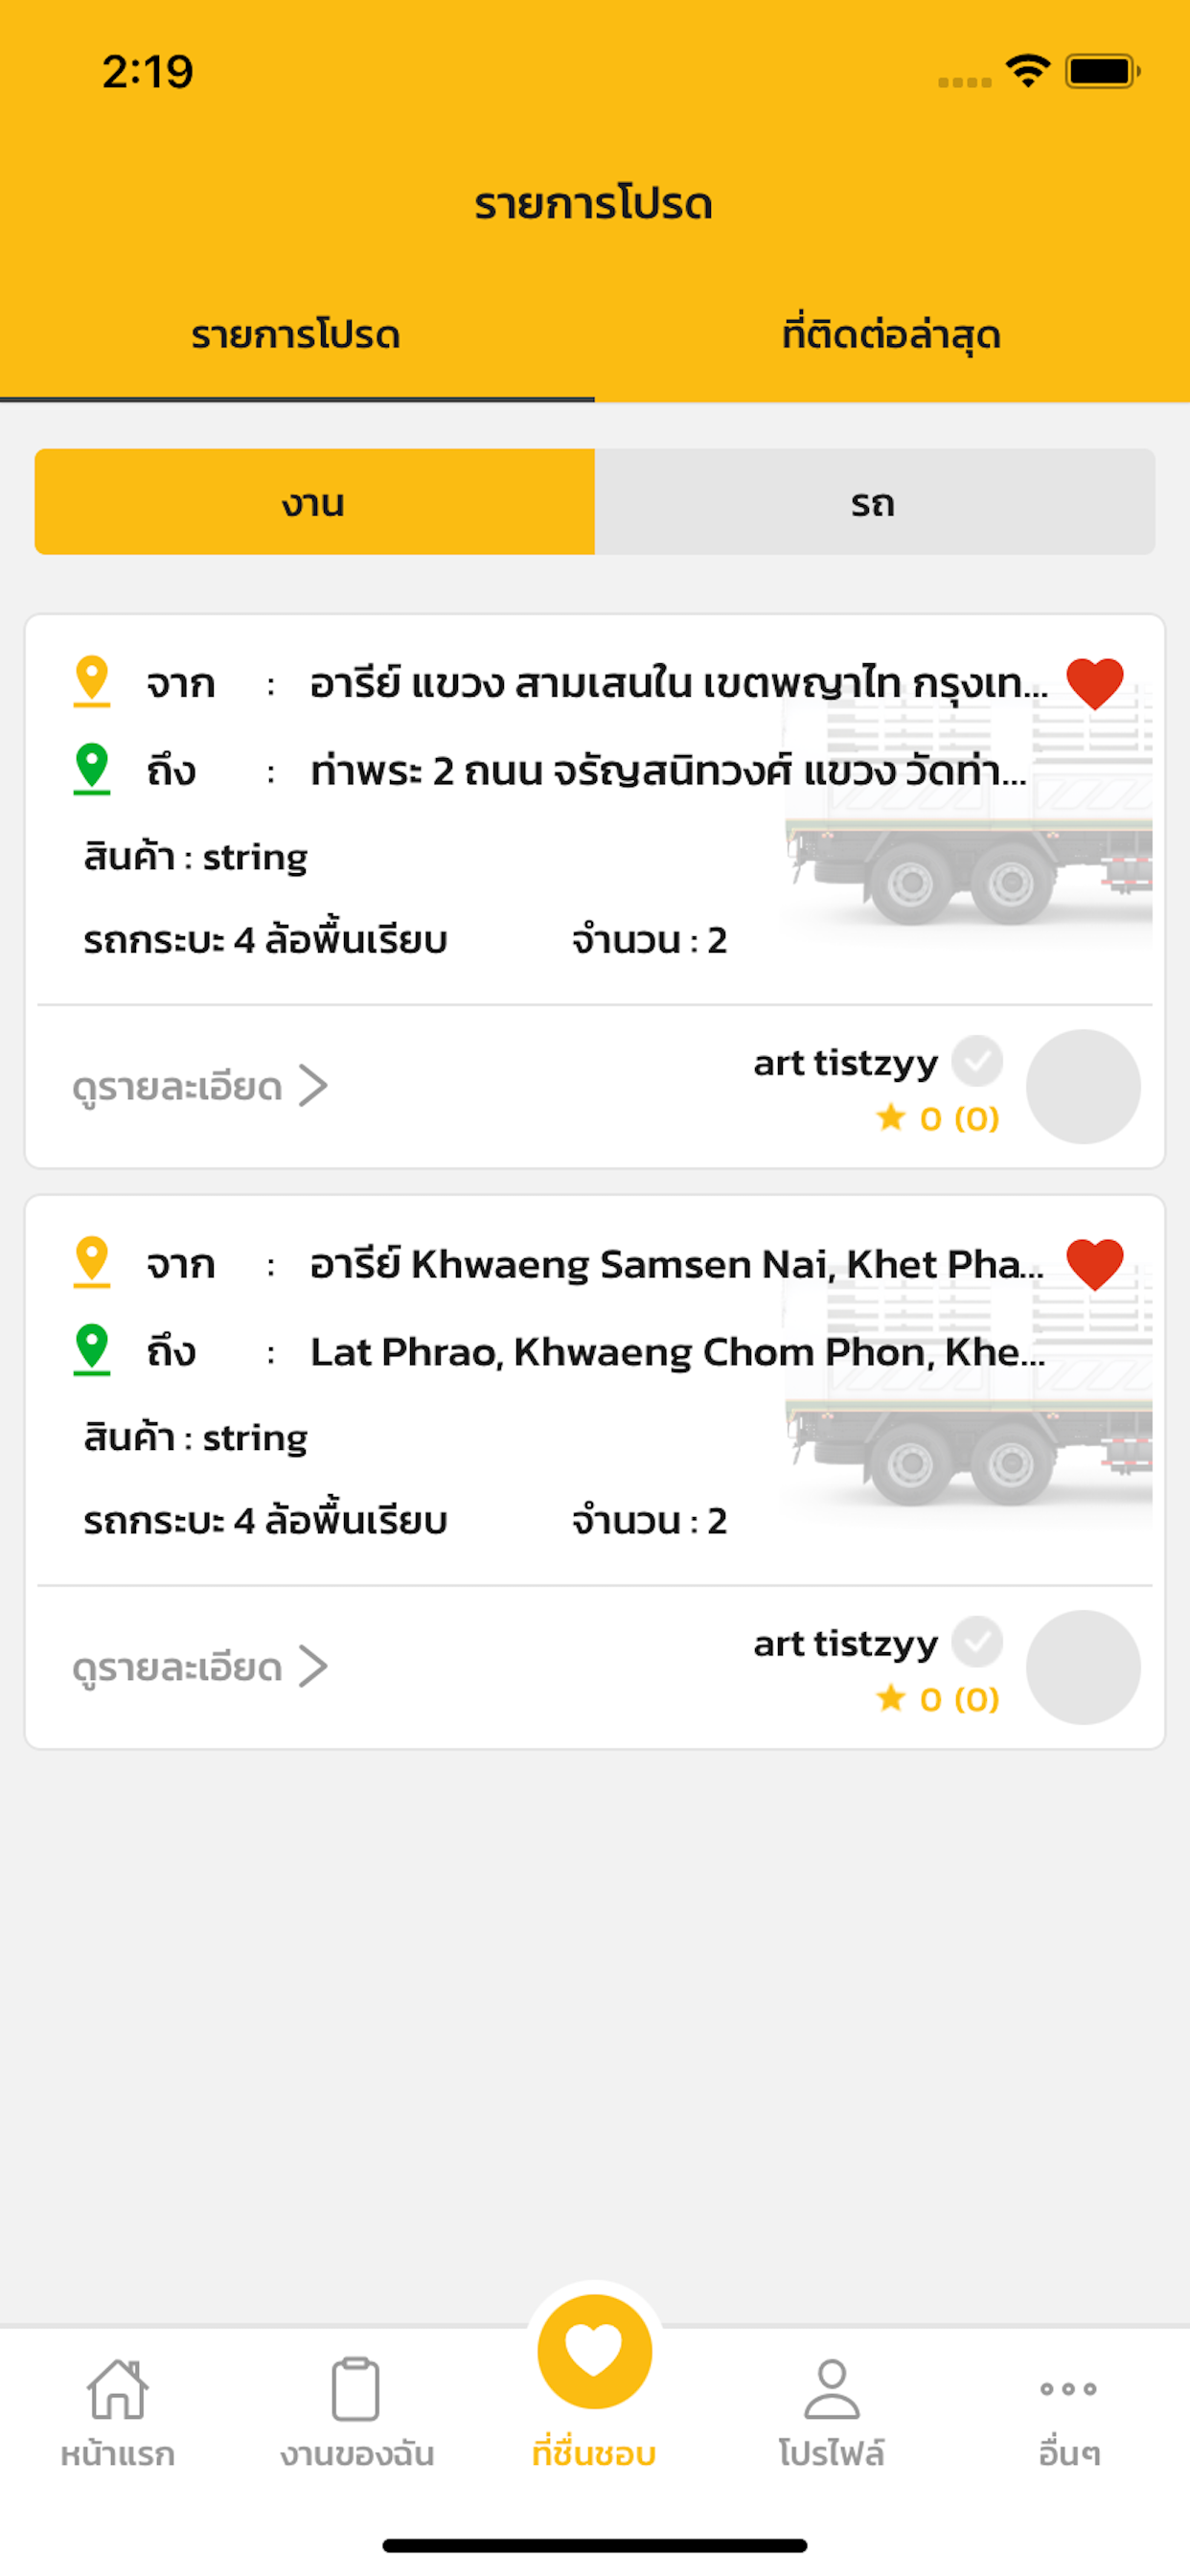 2:19
รายการโปรด
รายการโปรด ที่ติดต่อล่าสุด
งาน รถ
จาก : อารีย์ แขวง สามเสนใน เขตพญาไท กรุงเท...
ถึง : ท่าพระ 2 ถนน จรัญสนิทวงศ์ แขวง วัดท่า...
สินค้า : string
รถกระบะ 4 ล้อพื้นเรียบ จำนวน : 2
art tistzyy
ดูรายละเอียด
0 (0)
จาก : อารีย์ Khwaeng Samsen Nai, Khet Pha...
ถึง : Lat Phrao, Khwaeng Chom Phon, Khe...
สินค้า : string
รถกระบะ 4 ล้อพื้นเรียบ จำนวน : 2
art tistzyy
ดูรายละเอียด
0 (0)
หน้าแรก งานของฉัน ที่ชื่นชอบ โปรไฟล์ อื่นๆ